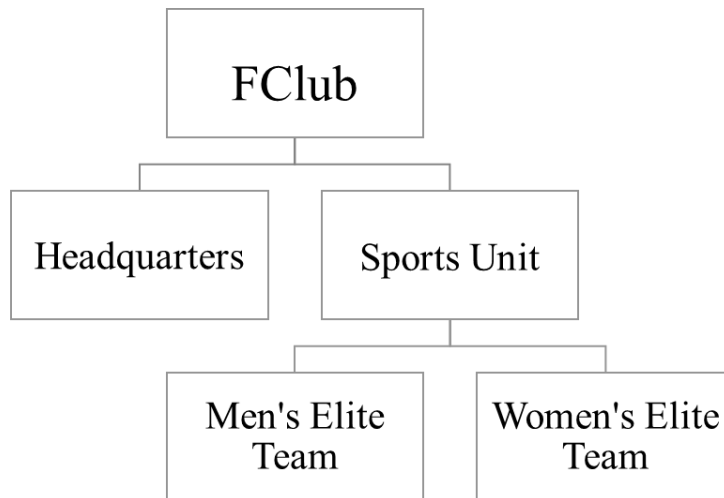 FClub
Headquarters
Sports Unit
Men's Elite
Team
Women's Elite
Team